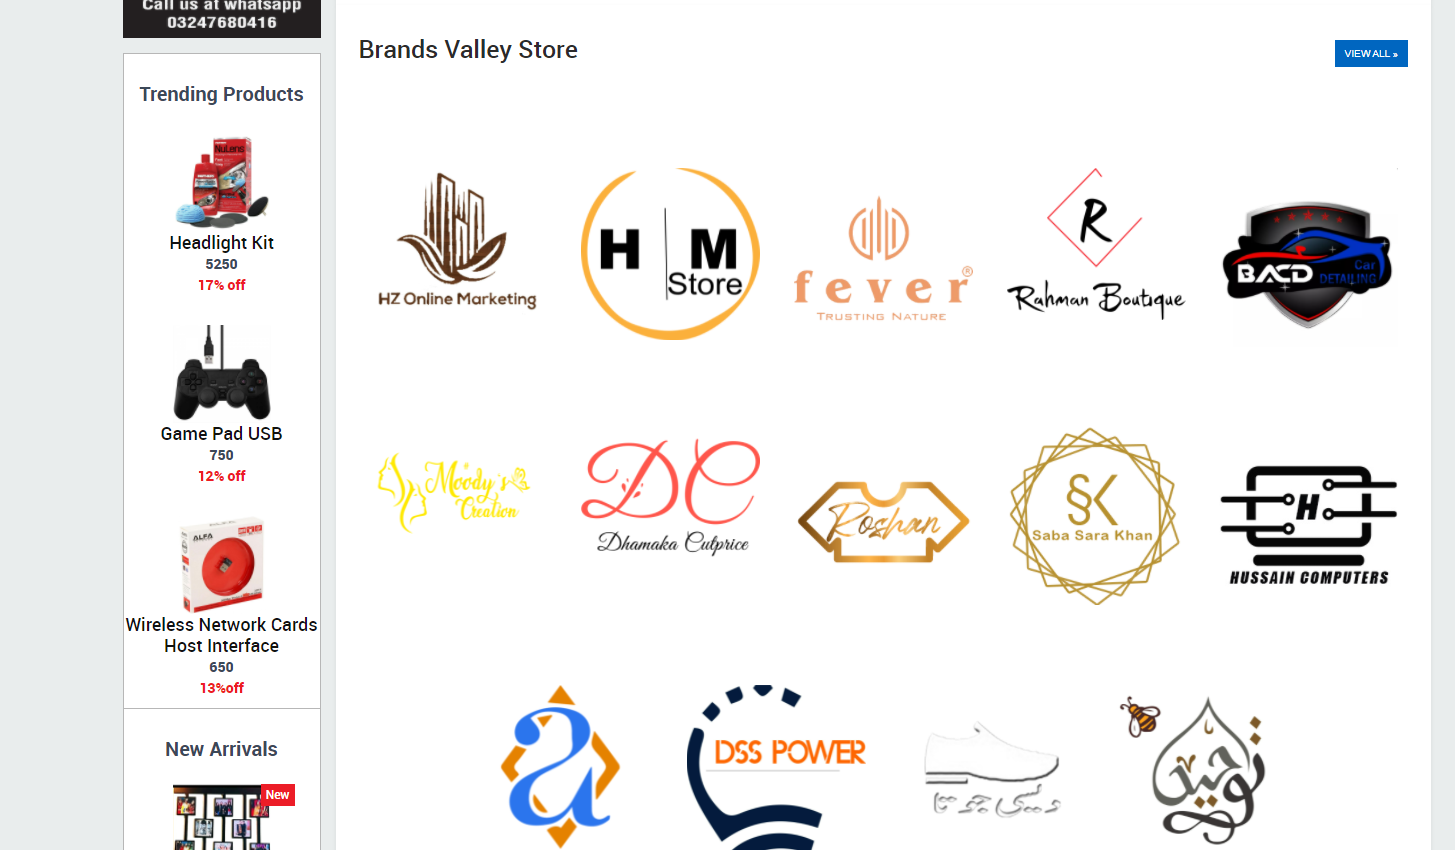 Call us at whatsapp
03247680416
Trending Products
Headlight Kit
5250
17% off
Game Pad USB
750
12% off
ALFA
Wireless Network Cards
Host Interface
650
13%off
New Arrivals
New
Brands Valley Store
VIEW ALL »
HZ Online Marketing
H M
Store
fever®
TRUSTING NATURE
R
Rahman Boutique
BACD
Car
DETAILING
Moody's
Creation
DC
Dhamaka Cutprice
Roshan
SK
Saba Sara Khan
H
HUSSAIN COMPUTERS
a
DSS POWER
توحید